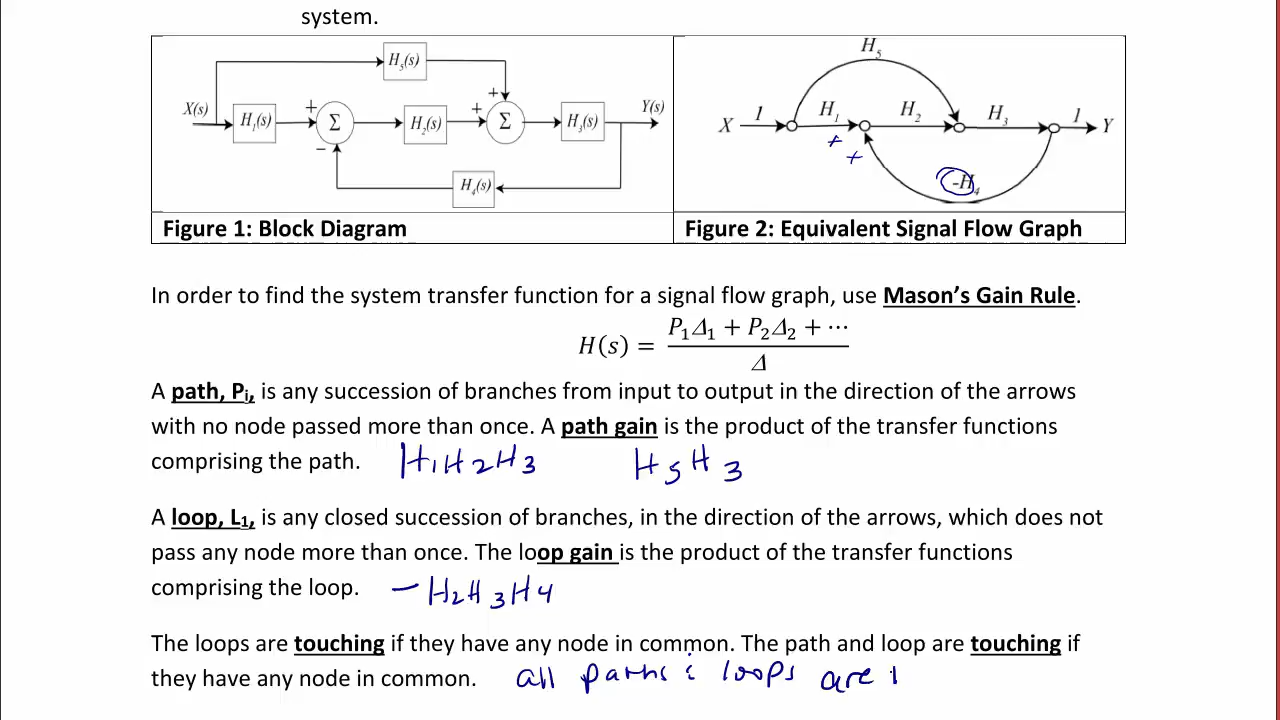 system.
H5(s)
X(s) H1(s) + Σ H2(s) + + Σ H3(s) Y(s)
−
H4(s)
H5
X 1 H1 H2 H3 1 Y
+ +
-H4
Figure 1: Block Diagram
Figure 2: Equivalent Signal Flow Graph
In order to find the system transfer function for a signal flow graph, use Mason's Gain Rule.
H(s) = (P1Δ1 + P2Δ2 + ⋯) / Δ
A path, Pi, is any succession of branches from input to output in the direction of the arrows
with no node passed more than once. A path gain is the product of the transfer functions
comprising the path. H1H2H3 H5H3
A loop, L1, is any closed succession of branches, in the direction of the arrows, which does not
pass any node more than once. The loop gain is the product of the transfer functions
comprising the loop. −H2H3H4
The loops are touching if they have any node in common. The path and loop are touching if
they have any node in common. all paths & loops are